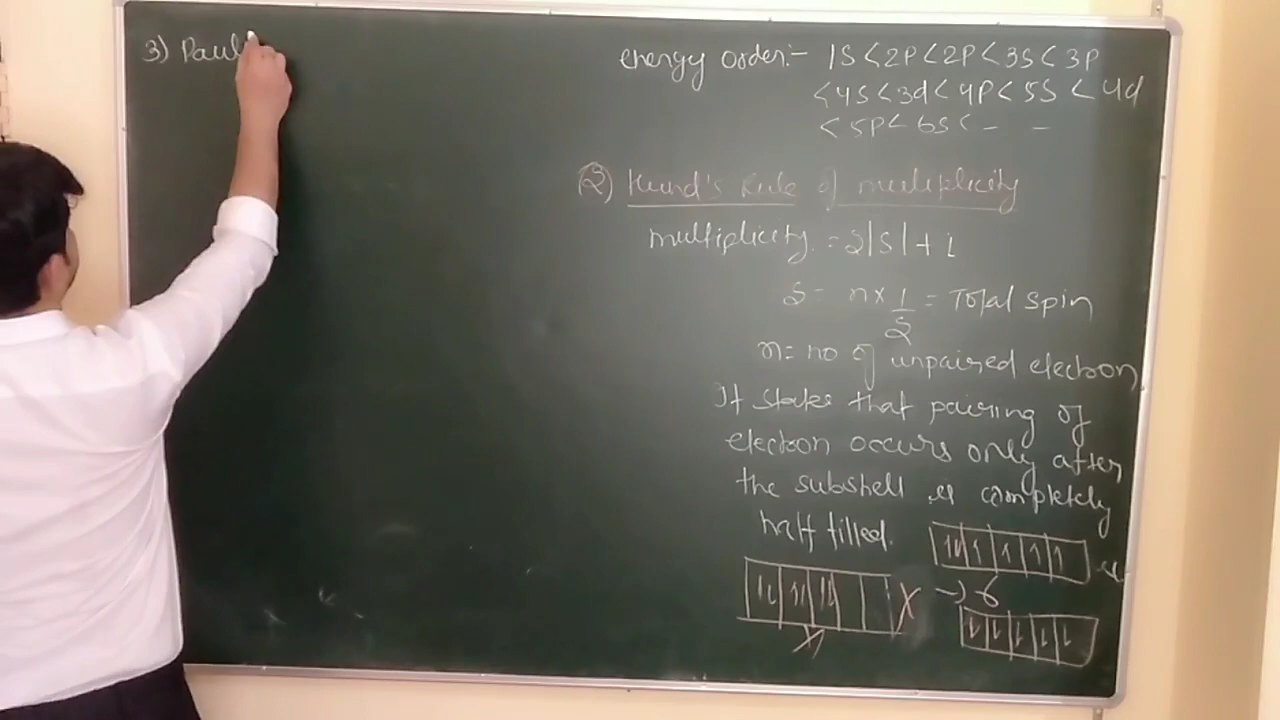 3) Paul
energy order:- 1S < 2P < 2P < 3S < 3P
< 4S < 3d < 4P < 5S < 4d
< 5P < 6S < - -
2) Hund's Rule of multiplicity
multiplicity = 2|S| + 1
S = n × 1/2 = Total spin
n = no of unpaired electron
It states that pairing of
electron occurs only after
the subshell is completely
half filled.
→ 6